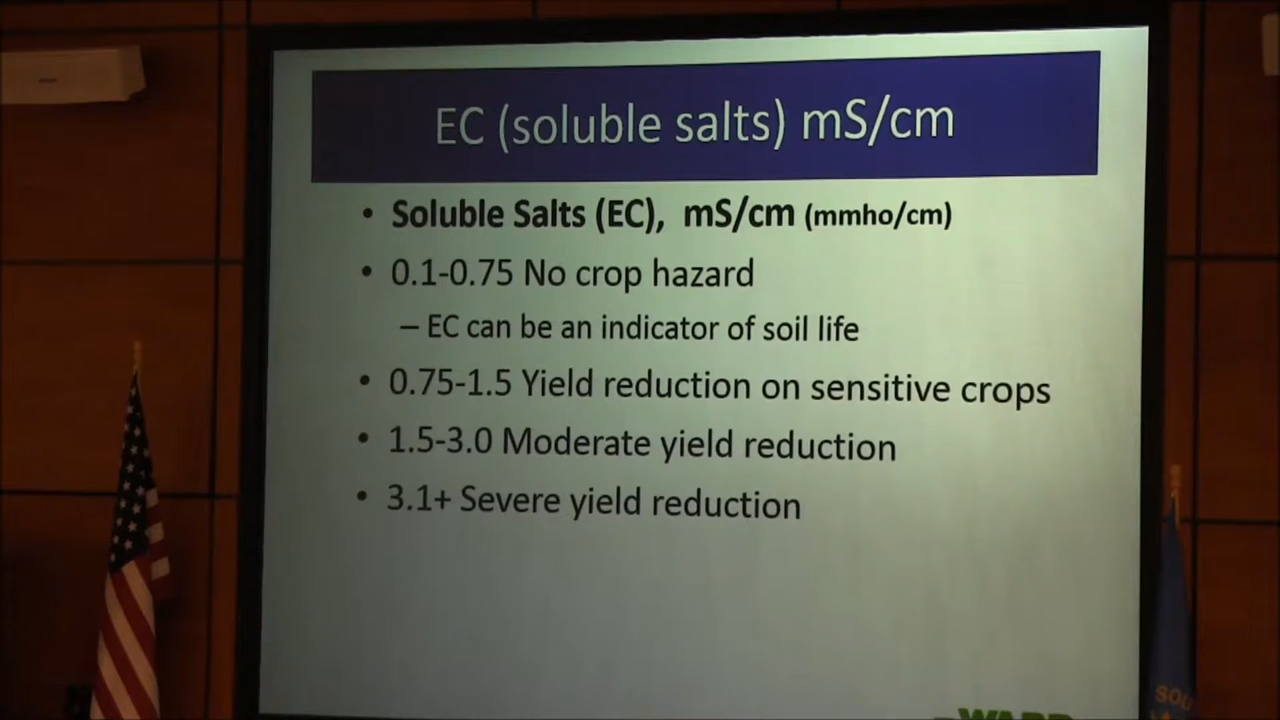 EC (soluble salts) mS/cm
• Soluble Salts (EC), mS/cm (mmho/cm)
• 0.1-0.75 No crop hazard
– EC can be an indicator of soil life
• 0.75-1.5 Yield reduction on sensitive crops
• 1.5-3.0 Moderate yield reduction
• 3.1+ Severe yield reduction
WARD